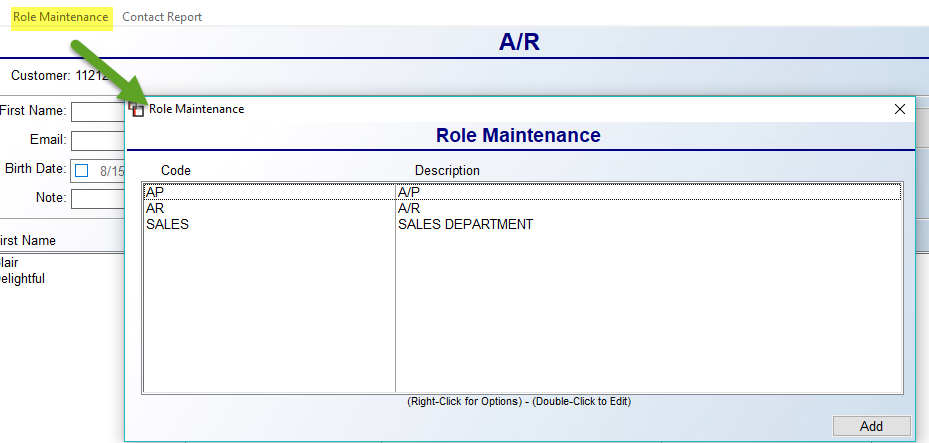 Role Maintenance Contact Report
A/R
Customer: 11212
First Name:
Role Maintenance
Role Maintenance
Email:
Birth Date: 8/15
Note:
Code Description
AP A/P
AR A/R
SALES SALES DEPARTMENT
irst Name
lair
elightful
(Right-Click for Options) - (Double-Click to Edit)
Add